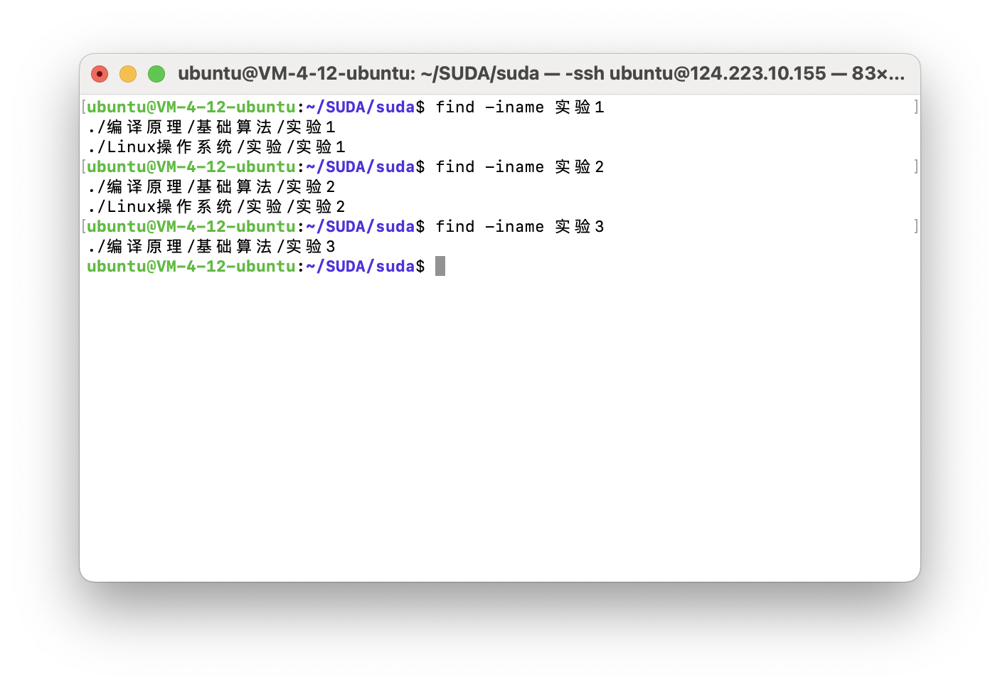 ubuntu@VM-4-12-ubuntu: ~/SUDA/suda — -ssh ubuntu@124.223.10.155 — 83×...
[ubuntu@VM-4-12-ubuntu:~/SUDA/suda$ find -iname 实验1 ]
./编译原理/基础算法/实验1
./Linux操作系统/实验/实验1
[ubuntu@VM-4-12-ubuntu:~/SUDA/suda$ find -iname 实验2 ]
./编译原理/基础算法/实验2
./Linux操作系统/实验/实验2
[ubuntu@VM-4-12-ubuntu:~/SUDA/suda$ find -iname 实验3 ]
./编译原理/基础算法/实验3
ubuntu@VM-4-12-ubuntu:~/SUDA/suda$